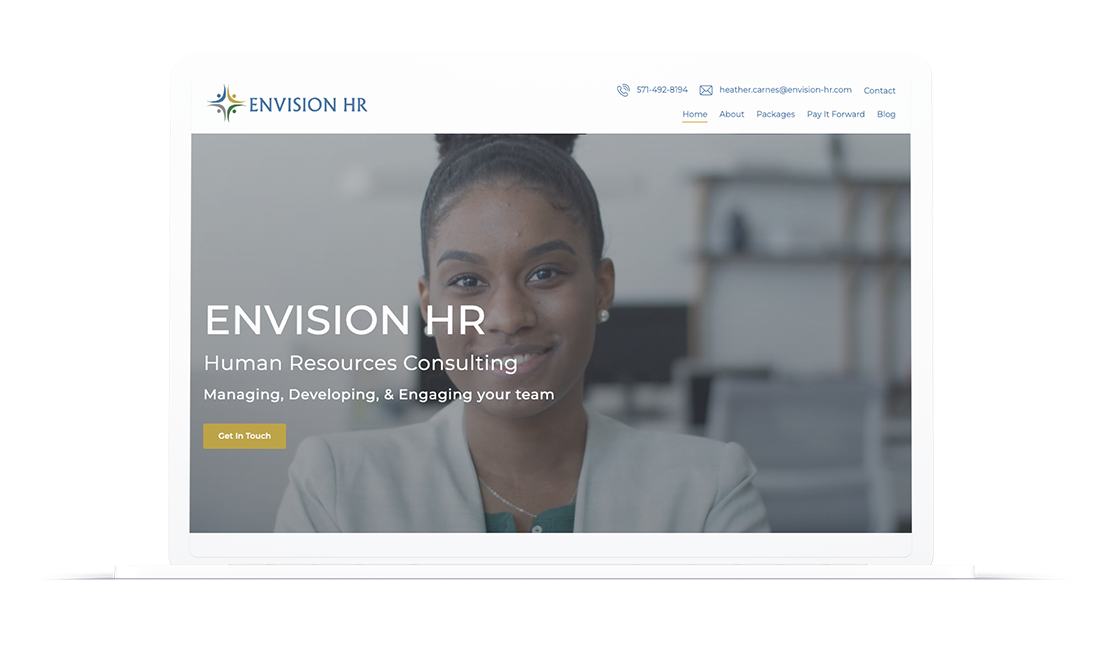 ENVISION HR
571-492-8194 heather.carnes@envision-hr.com Contact
Home About Packages Pay It Forward Blog
ENVISION HR
Human Resources Consulting
Managing, Developing, & Engaging your team
Get In Touch